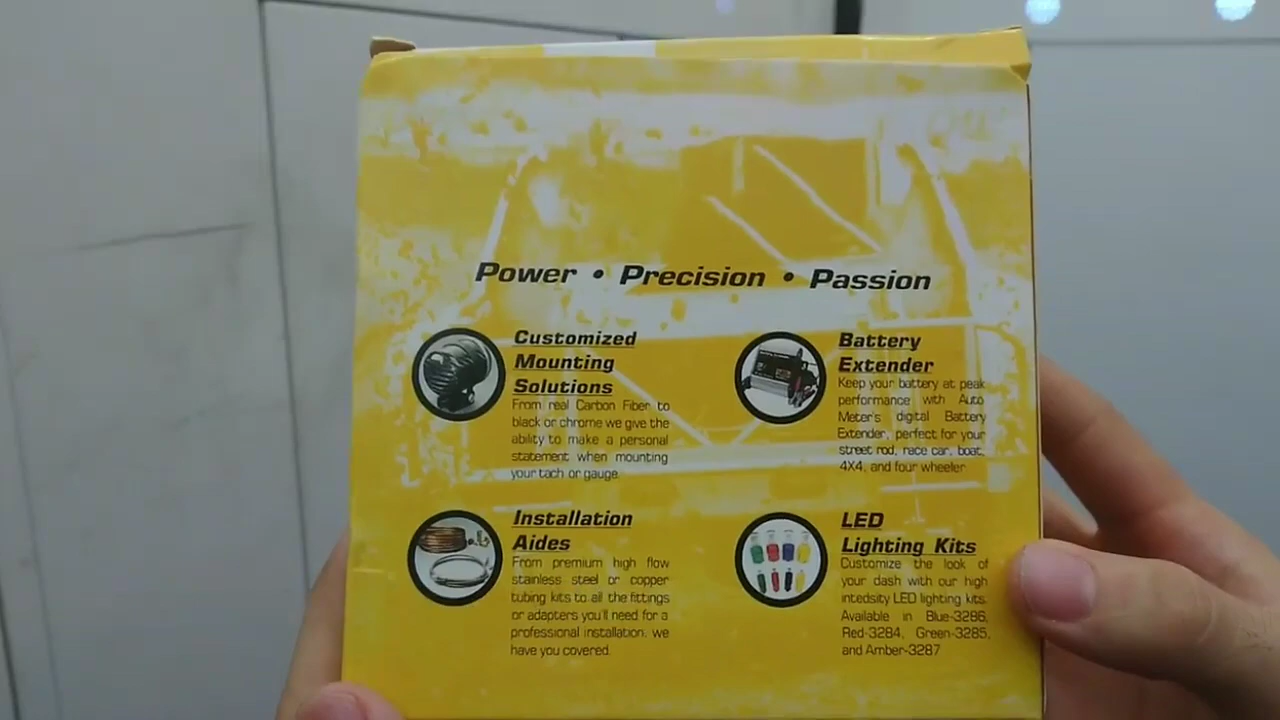 Power • Precision • Passion
Customized
Mounting
Solutions
From real Carbon Fiber to
black or chrome we give the
ability to make a personal
statement when mounting
your tach or gauge.
Battery
Extender
Keep your battery at peak
performance with Auto
Meter's digital Battery
Extender, perfect for your
street rod, race car, boat,
4X4, and four wheeler
Installation
Aides
From premium high flow
stainless steel or copper
tubing kits to all the fittings
or adapters you'll need for a
professional installation, we
have you covered.
LED
Lighting Kits
Customize the look of
your dash with our high
intedsity LED lighting kits.
Available in Blue-3286,
Red-3284, Green-3285,
and Amber-3287